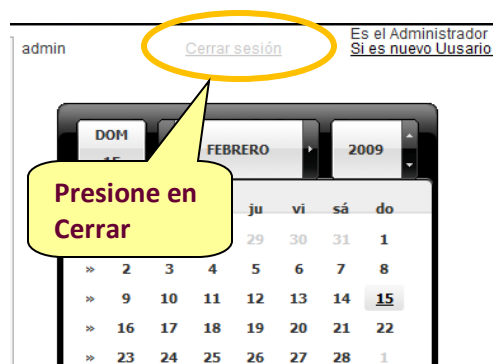 Es el Administrador
admin Cerrar sesión Si es nuevo Uusario
DOM FEBRERO 2009
Presione en
Cerrar
ju vi sá do
29 30 31 1
» 2 3 4 5 6 7 8
» 9 10 11 12 13 14 15
» 16 17 18 19 20 21 22
» 23 24 25 26 27 28 1